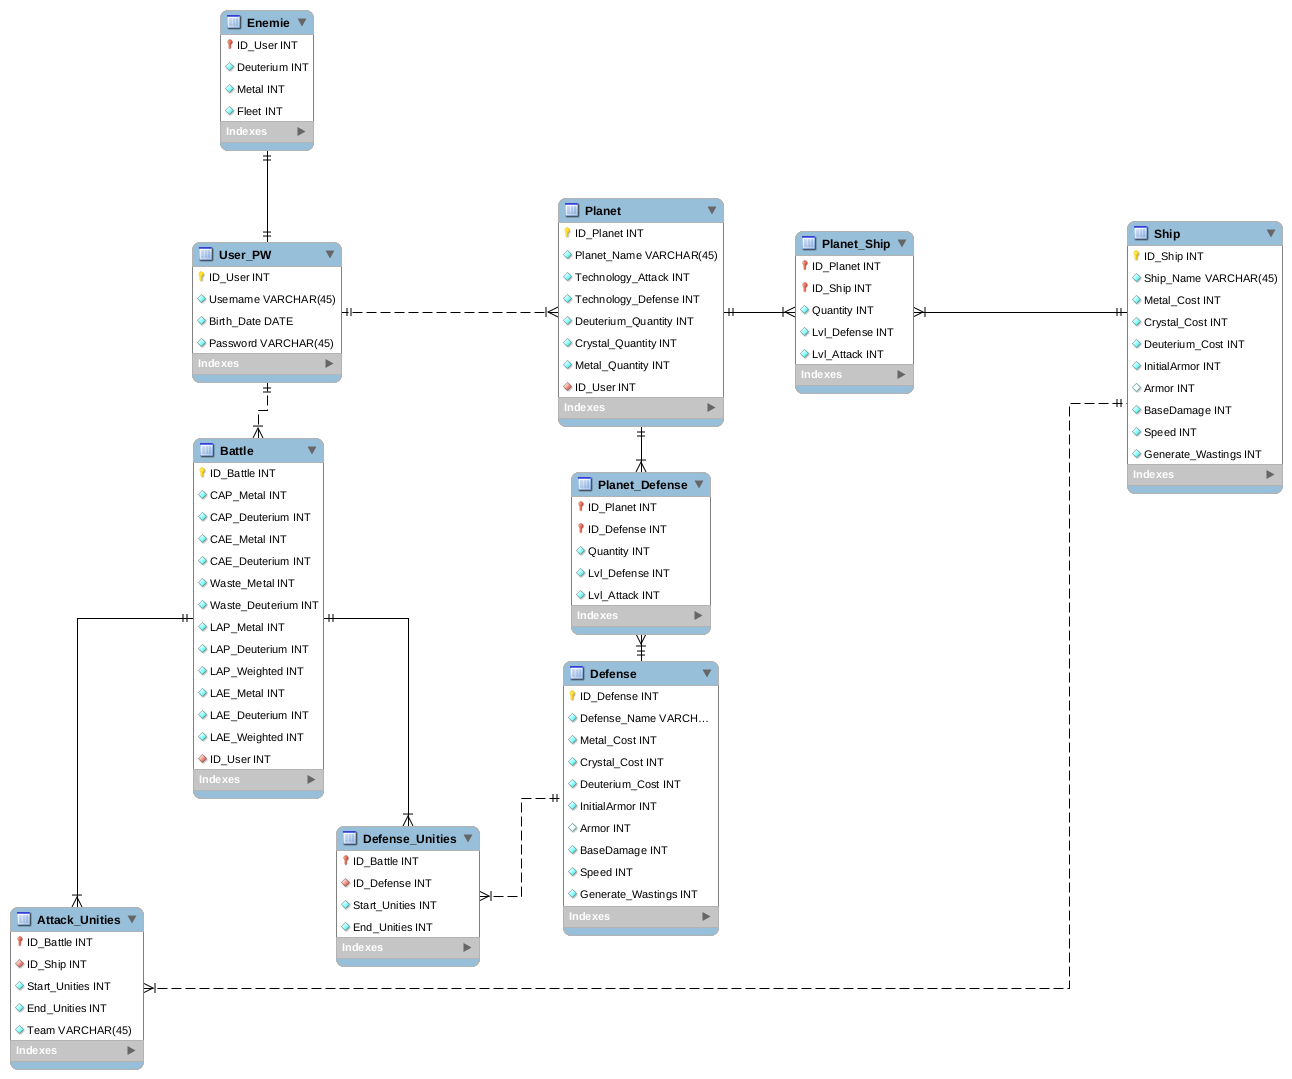 Enemie
ID_User INT
Deuterium INT
Metal INT
Fleet INT
Indexes
User_PW
ID_User INT
Username VARCHAR(45)
Birth_Date DATE
Password VARCHAR(45)
Indexes
Planet
ID_Planet INT
Planet_Name VARCHAR(45)
Technology_Attack INT
Technology_Defense INT
Deuterium_Quantity INT
Crystal_Quantity INT
Metal_Quantity INT
ID_User INT
Indexes
Planet_Ship
ID_Planet INT
ID_Ship INT
Quantity INT
Lvl_Defense INT
Lvl_Attack INT
Indexes
Ship
ID_Ship INT
Ship_Name VARCHAR(45)
Metal_Cost INT
Crystal_Cost INT
Deuterium_Cost INT
InitialArmor INT
Armor INT
BaseDamage INT
Speed INT
Generate_Wastings INT
Indexes
Battle
ID_Battle INT
CAP_Metal INT
CAP_Deuterium INT
CAE_Metal INT
CAE_Deuterium INT
Waste_Metal INT
Waste_Deuterium INT
LAP_Metal INT
LAP_Deuterium INT
LAP_Weighted INT
LAE_Metal INT
LAE_Deuterium INT
LAE_Weighted INT
ID_User INT
Indexes
Planet_Defense
ID_Planet INT
ID_Defense INT
Quantity INT
Lvl_Defense INT
Lvl_Attack INT
Indexes
Defense
ID_Defense INT
Defense_Name VARCH...
Metal_Cost INT
Crystal_Cost INT
Deuterium_Cost INT
InitialArmor INT
Armor INT
BaseDamage INT
Speed INT
Generate_Wastings INT
Indexes
Defense_Unities
ID_Battle INT
ID_Defense INT
Start_Unities INT
End_Unities INT
Indexes
Attack_Unities
ID_Battle INT
ID_Ship INT
Start_Unities INT
End_Unities INT
Team VARCHAR(45)
Indexes